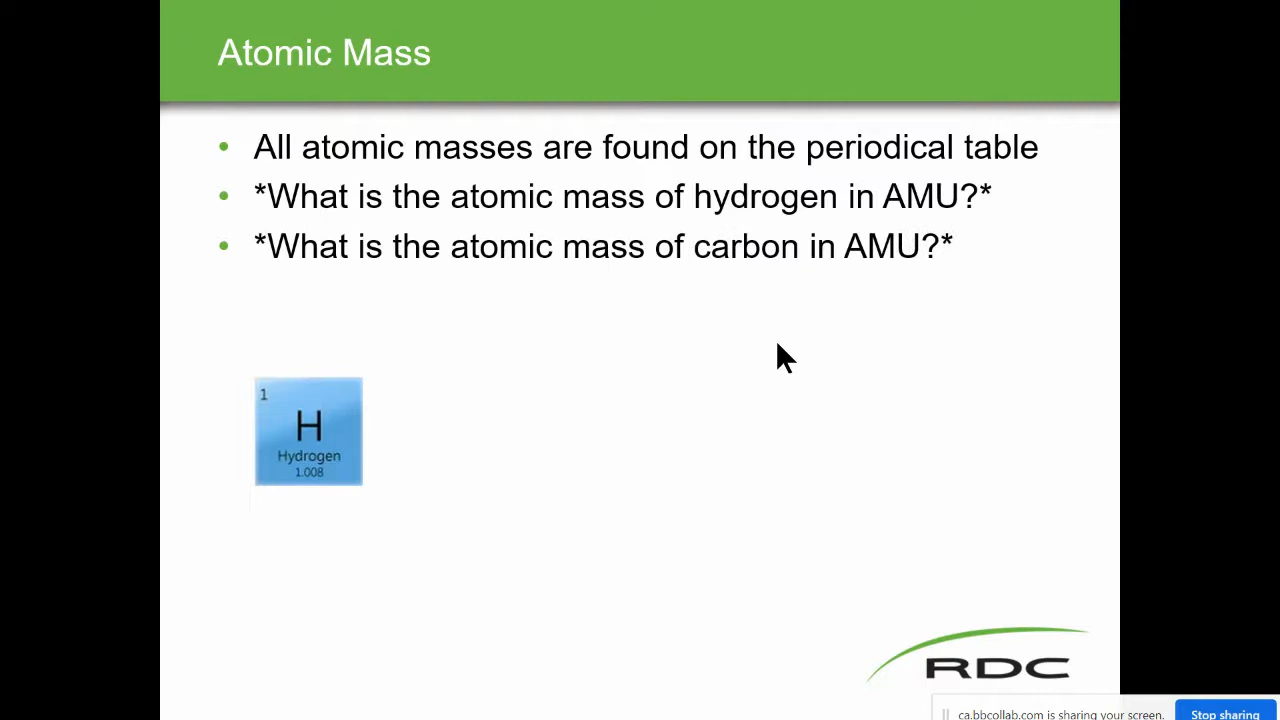 Atomic Mass
• All atomic masses are found on the periodical table
• *What is the atomic mass of hydrogen in AMU?*
• *What is the atomic mass of carbon in AMU?*
1
H
Hydrogen
1.008
RDC
ca.bbcollab.com is sharing your screen.
Stop sharing